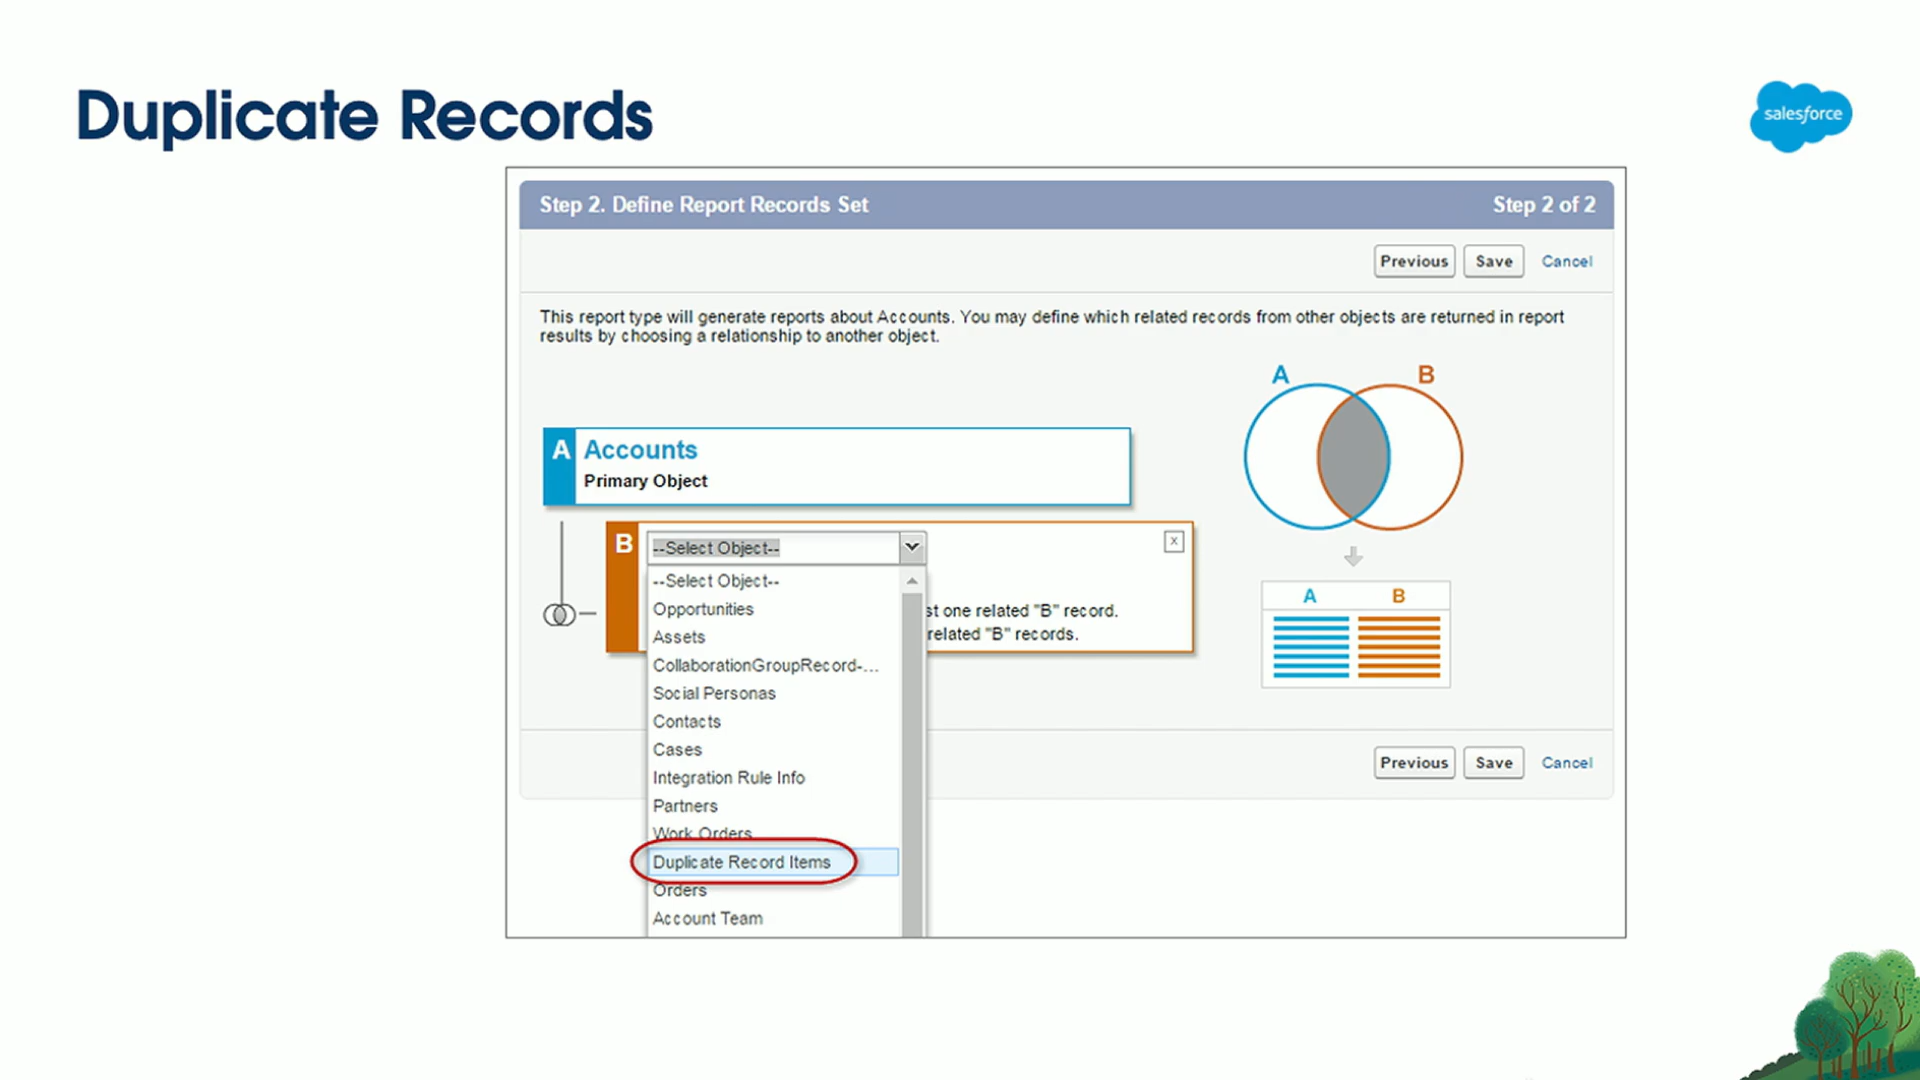 Duplicate Records
salesforce
Step 2. Define Report Records Set
Step 2 of 2
Previous Save Cancel
This report type will generate reports about Accounts. You may define which related records from other objects are returned in report
results by choosing a relationship to another object.
A B
A Accounts
Primary Object
B --Select Object--
x
--Select Object--
Opportunities
Assets
CollaborationGroupRecord-...
Social Personas
Contacts
Cases
Integration Rule Info
Partners
Work Orders
Duplicate Record Items
Orders
Account Team
st one related "B" record.
related "B" records.
A B
Previous Save Cancel